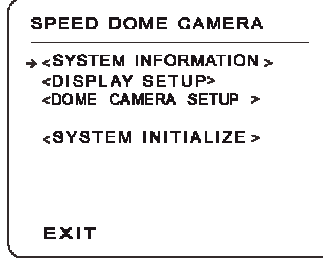 SPEED DOME CAMERA
→ <SYSTEM INFORMATION >
<DISPLAY SETUP>
<DOME CAMERA SETUP >
<SYSTEM INITIALIZE >
EXIT